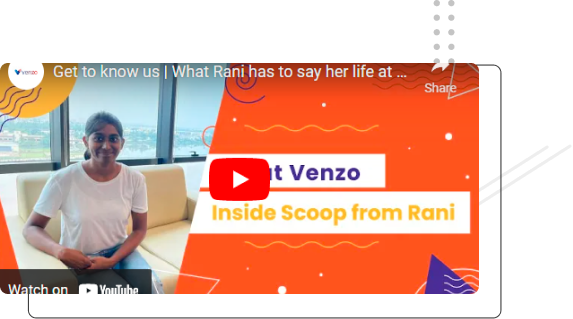 venzo
Get to know us | What Rani has to say her life at ...
Share
at Venzo
Inside Scoop from Rani
Watch on YouTube